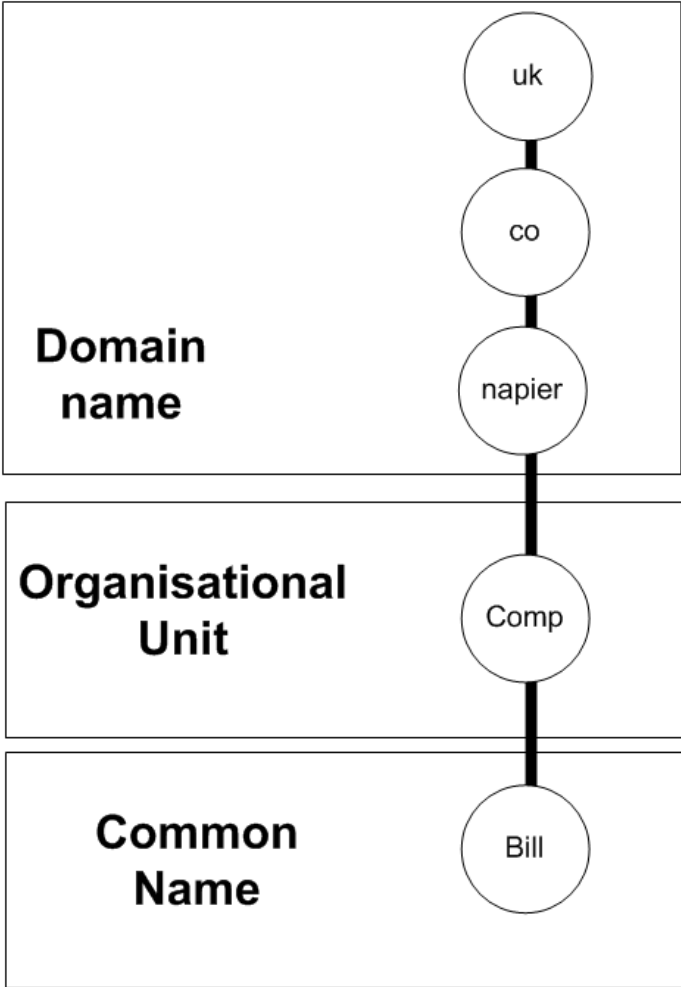 uk
co
napier
Domain
name
Comp
Organisational
Unit
Bill
Common
Name